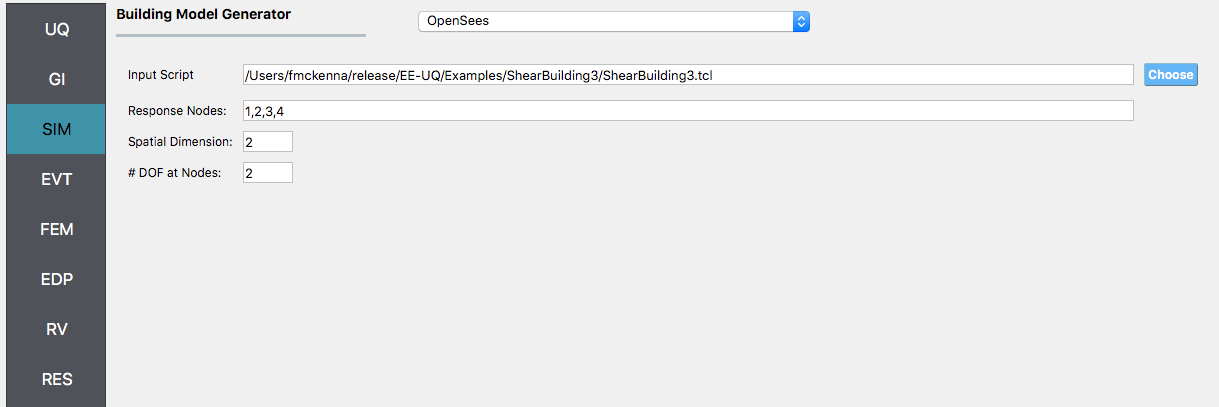 UQ
GI
SIM
EVT
FEM
EDP
RV
RES
Building Model Generator
OpenSees
Input Script /Users/fmckenna/release/EE-UQ/Examples/ShearBuilding3/ShearBuilding3.tcl Choose
Response Nodes: 1,2,3,4
Spatial Dimension: 2
# DOF at Nodes: 2